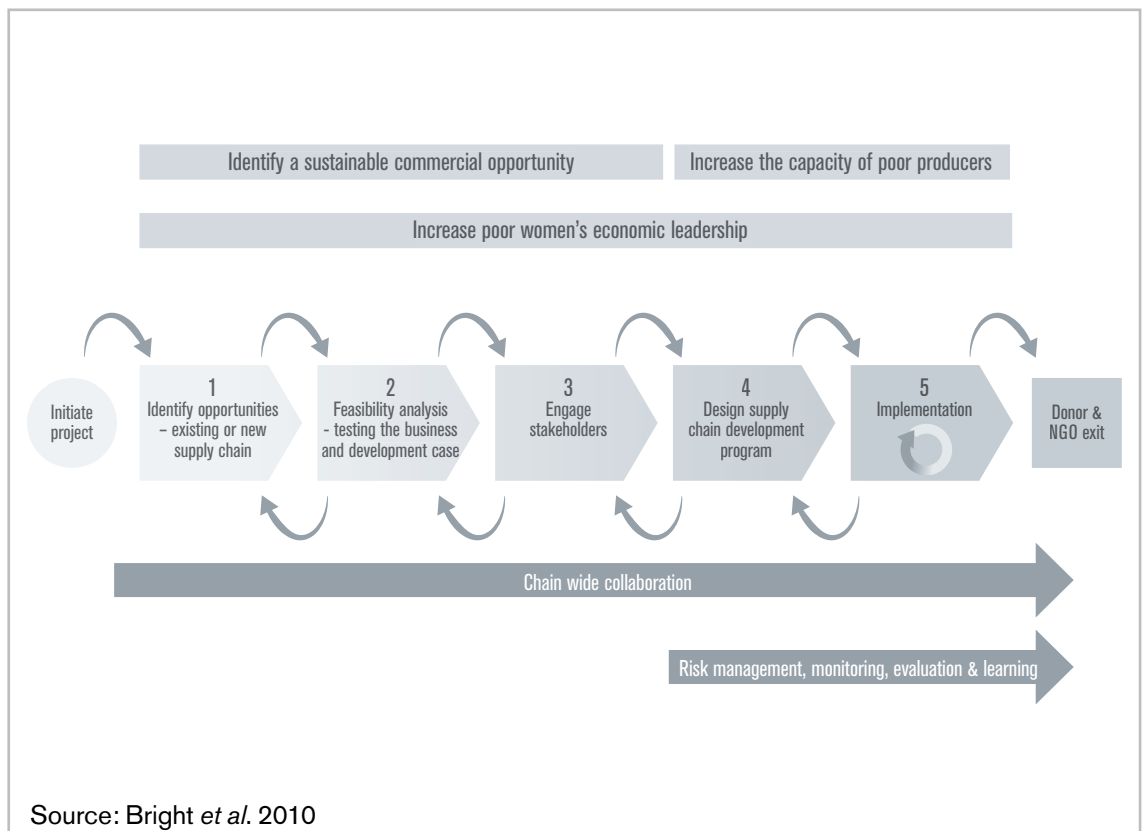 Identify a sustainable commercial opportunity
Increase the capacity of poor producers
Increase poor women's economic leadership
Initiate
project
1
Identify opportunities
– existing or new
supply chain
2
Feasibility analysis
- testing the business
and development case
3
Engage
stakeholders
4
Design supply
chain development
program
5
Implementation
Donor &
NGO exit
Chain wide collaboration
Risk management, monitoring, evaluation & learning
Source: Bright et al. 2010